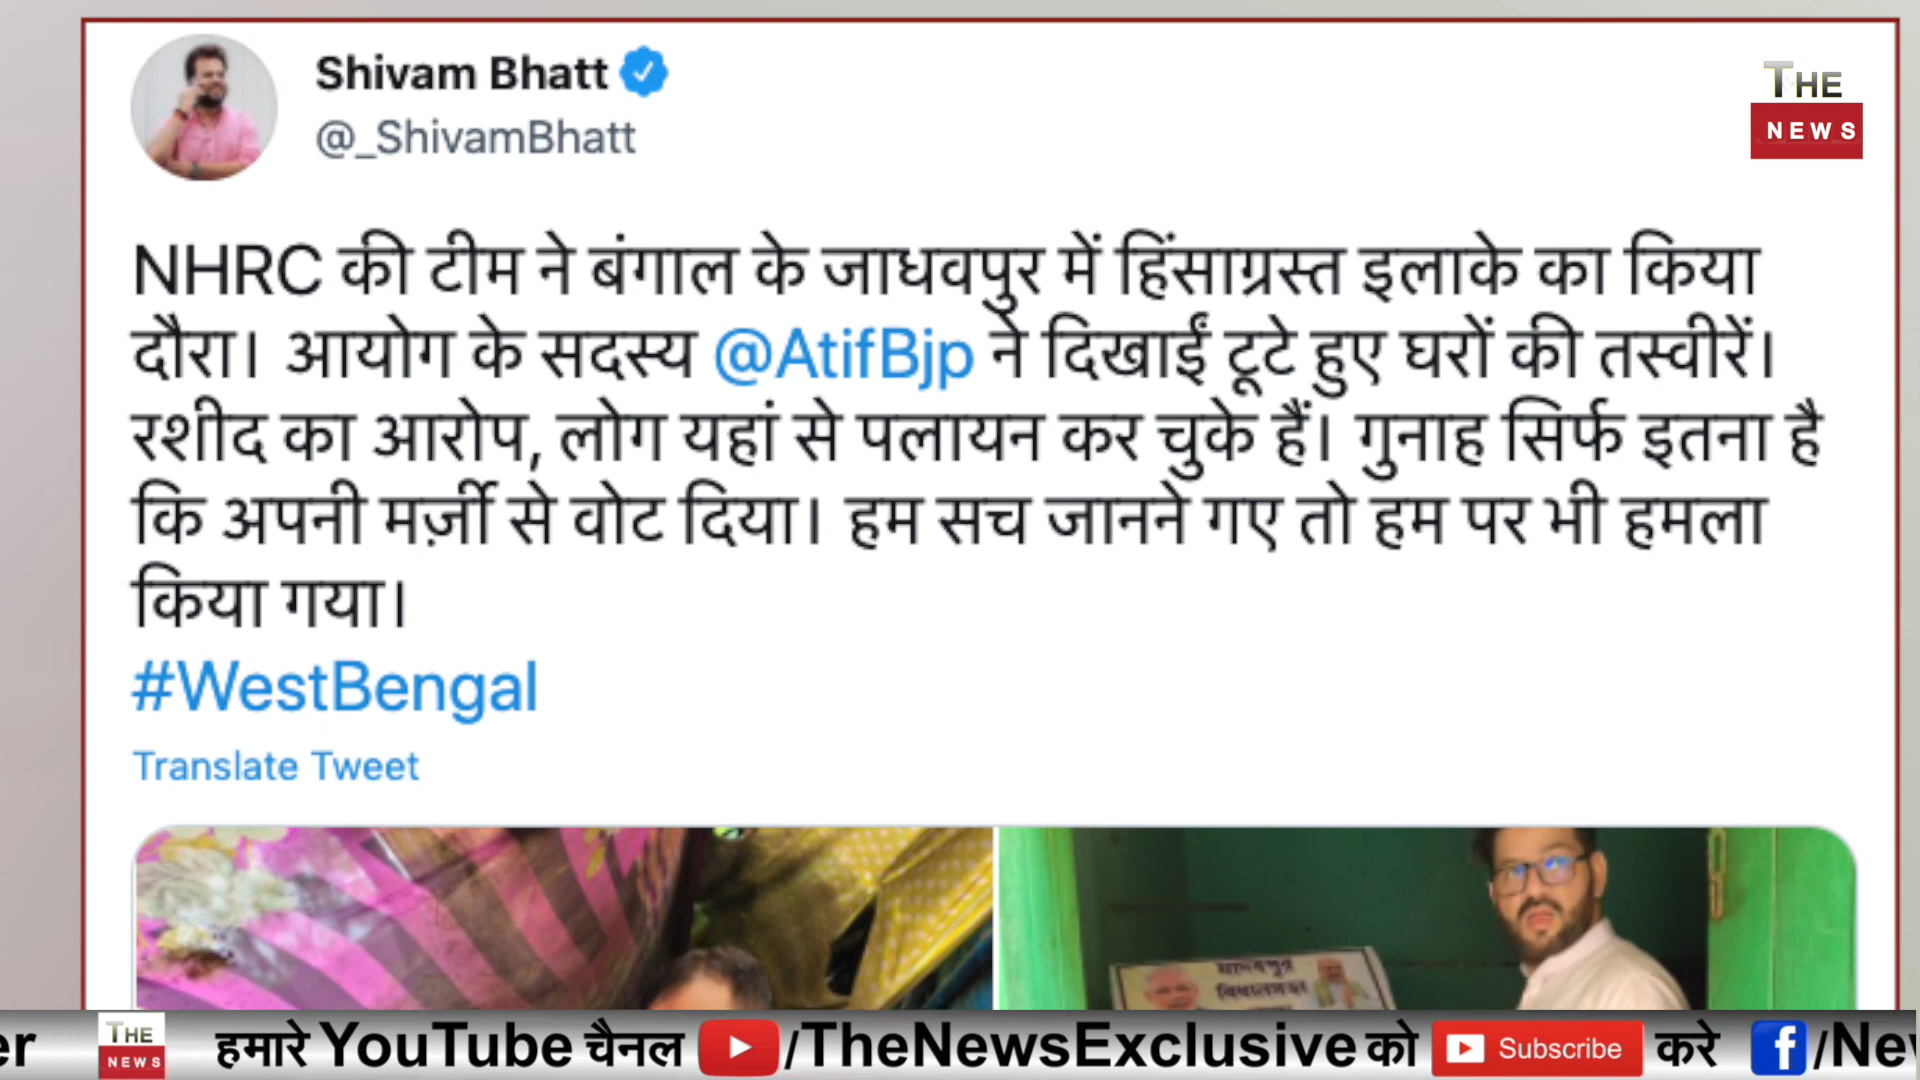 Shivam Bhatt
@_ShivamBhatt
THE
NEWS
NHRC की टीम ने बंगाल के जाधवपुर में हिंसाग्रस्त इलाके का किया
दौरा। आयोग के सदस्य @AtifBjp ने दिखाईं टूटे हुए घरों की तस्वीरें।
रशीद का आरोप, लोग यहां से पलायन कर चुके हैं। गुनाह सिर्फ इतना है
कि अपनी मर्ज़ी से वोट दिया। हम सच जानने गए तो हम पर भी हमला
किया गया।
#WestBengal
Translate Tweet
er THE NEWS हमारे YouTube चैनल /TheNewsExclusive को Subscribe करे f/Ne